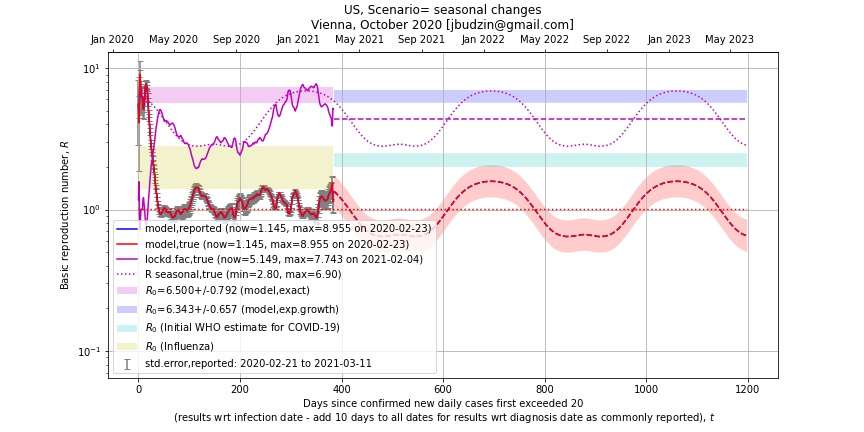 US, Scenario= seasonal changes
Vienna, October 2020 [jbudzin@gmail.com]
Jan 2020 May 2020 Sep 2020 Jan 2021 May 2021 Sep 2021 Jan 2022 May 2022 Sep 2022 Jan 2023 May 2023
10¹
10⁰
10⁻¹
Basic reproduction number, R
model,reported (now=1.145, max=8.955 on 2020-02-23)
model,true (now=1.145, max=8.955 on 2020-02-23)
lockd.fac,true (now=5.149, max=7.743 on 2021-02-04)
R seasonal,true (min=2.80, max=6.90)
R₀=6.500+/-0.792 (model,exact)
R₀=6.343+/-0.657 (model,exp.growth)
R₀ (Initial WHO estimate for COVID-19)
R₀ (Influenza)
std.error,reported: 2020-02-21 to 2021-03-11
0 200 400 600 800 1000 1200
Days since confirmed new daily cases first exceeded 20
(results wrt infection date - add 10 days to all dates for results wrt diagnosis date as commonly reported), t